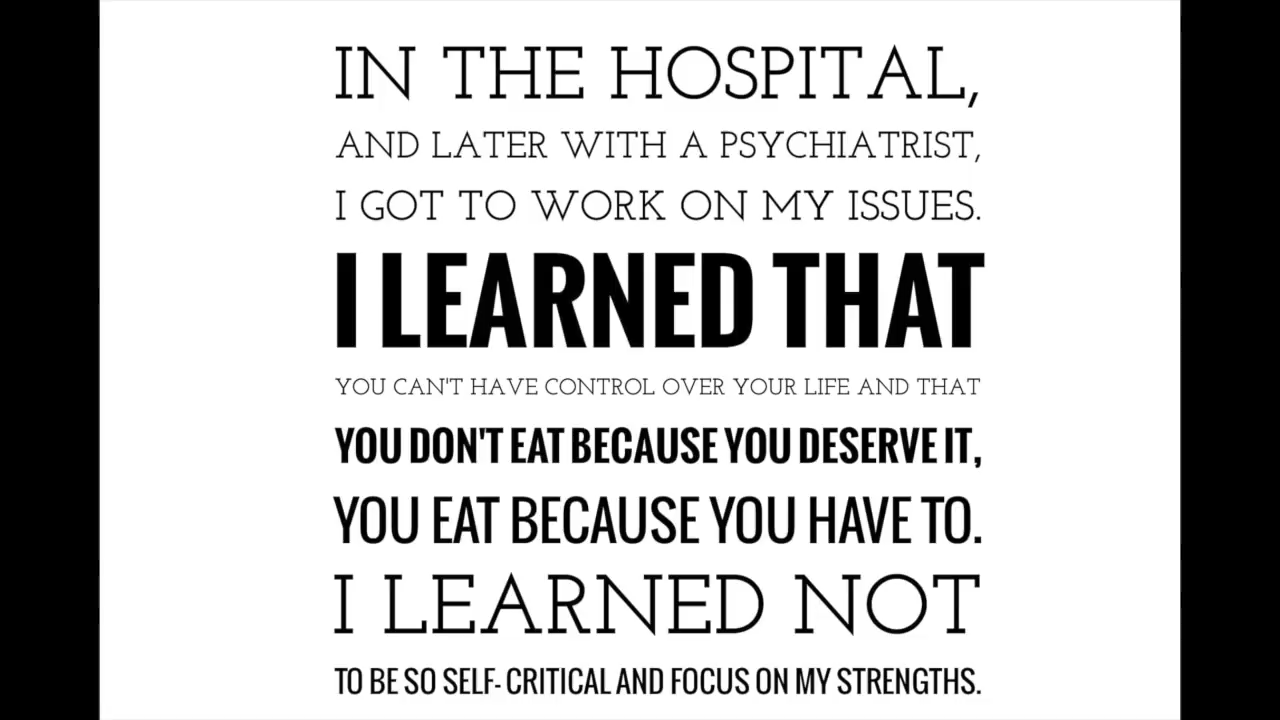 IN THE HOSPITAL,
AND LATER WITH A PSYCHIATRIST,
I GOT TO WORK ON MY ISSUES.
I LEARNED THAT
YOU CAN'T HAVE CONTROL OVER YOUR LIFE AND THAT
YOU DON'T EAT BECAUSE YOU DESERVE IT,
YOU EAT BECAUSE YOU HAVE TO.
I LEARNED NOT
TO BE SO SELF- CRITICAL AND FOCUS ON MY STRENGTHS.